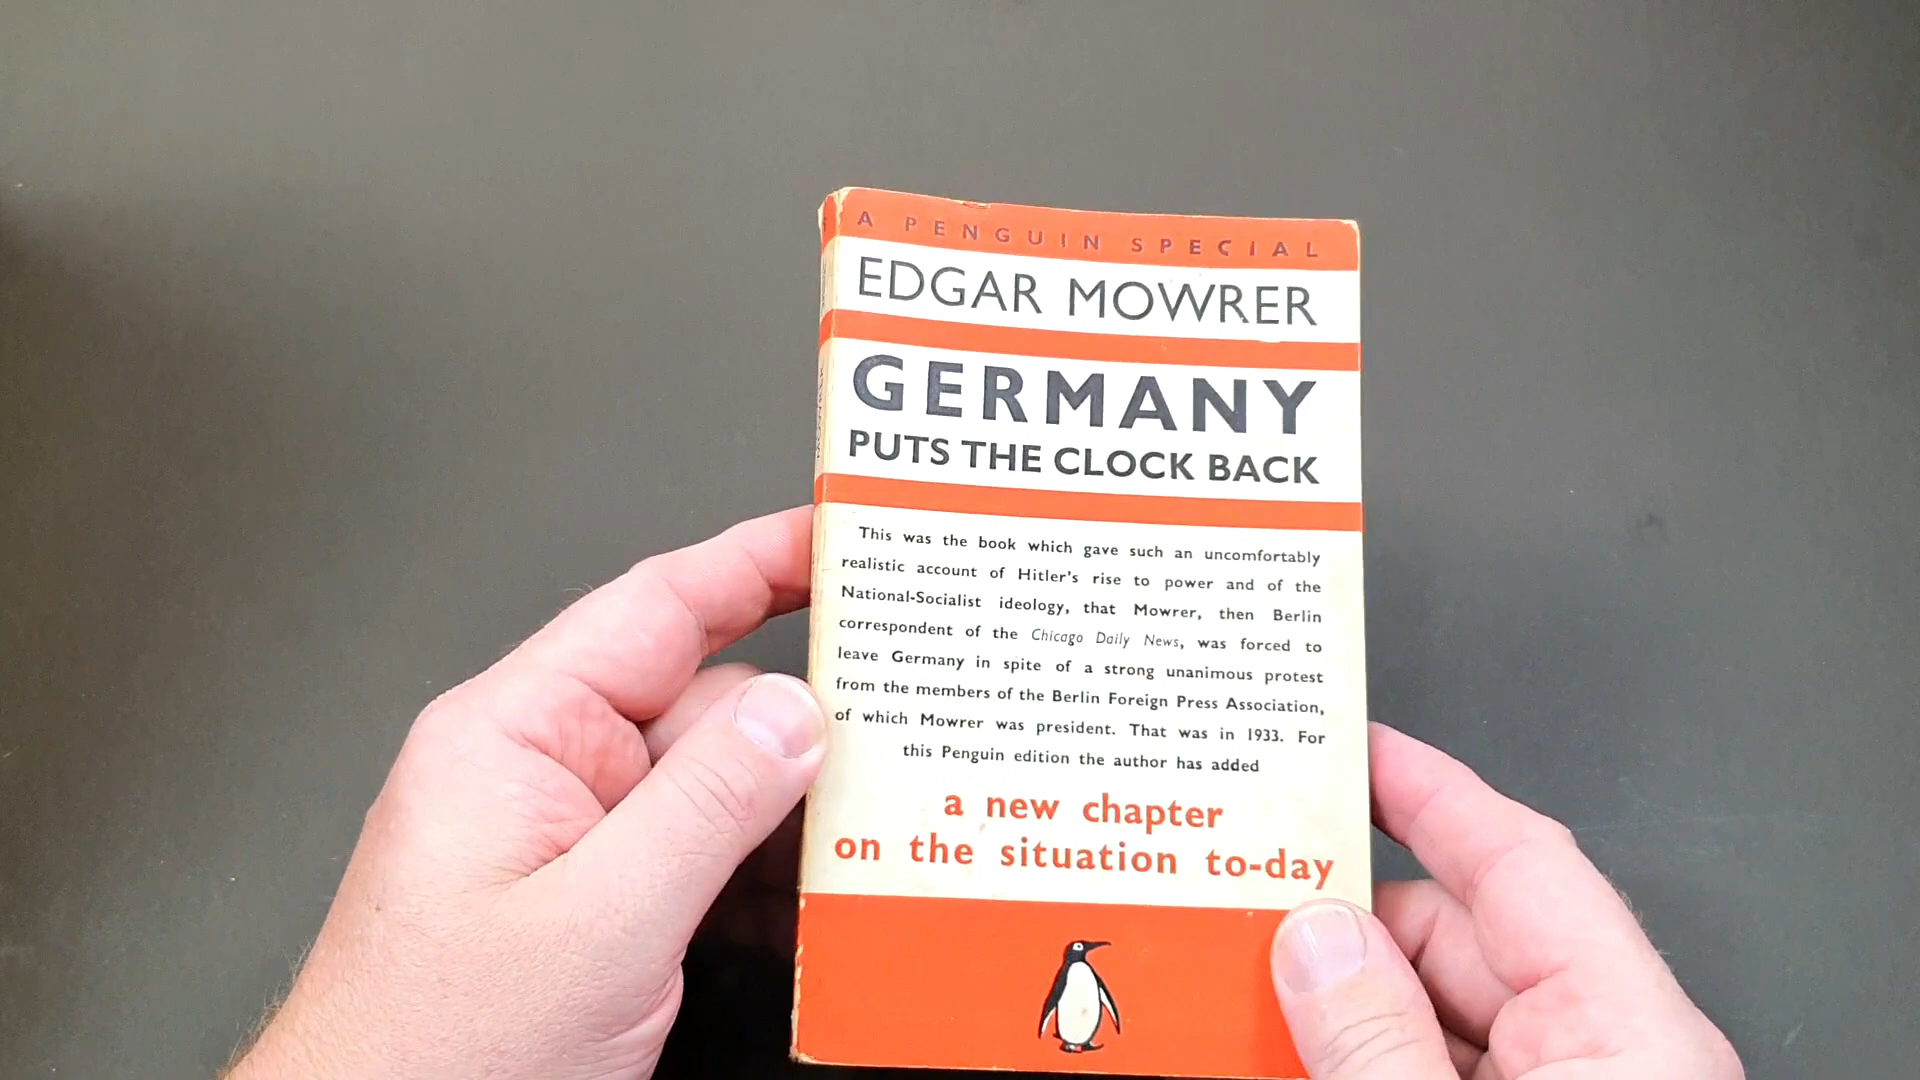 A PENGUIN SPECIAL
EDGAR MOWRER
GERMANY
PUTS THE CLOCK BACK
This was the book which gave such an uncomfortably
realistic account of Hitler's rise to power and of the
National-Socialist ideology, that Mowrer, then Berlin
correspondent of the Chicago Daily News, was forced to
leave Germany in spite of a strong unanimous protest
from the members of the Berlin Foreign Press Association,
of which Mowrer was president. That was in 1933. For
this Penguin edition the author has added
a new chapter
on the situation to-day